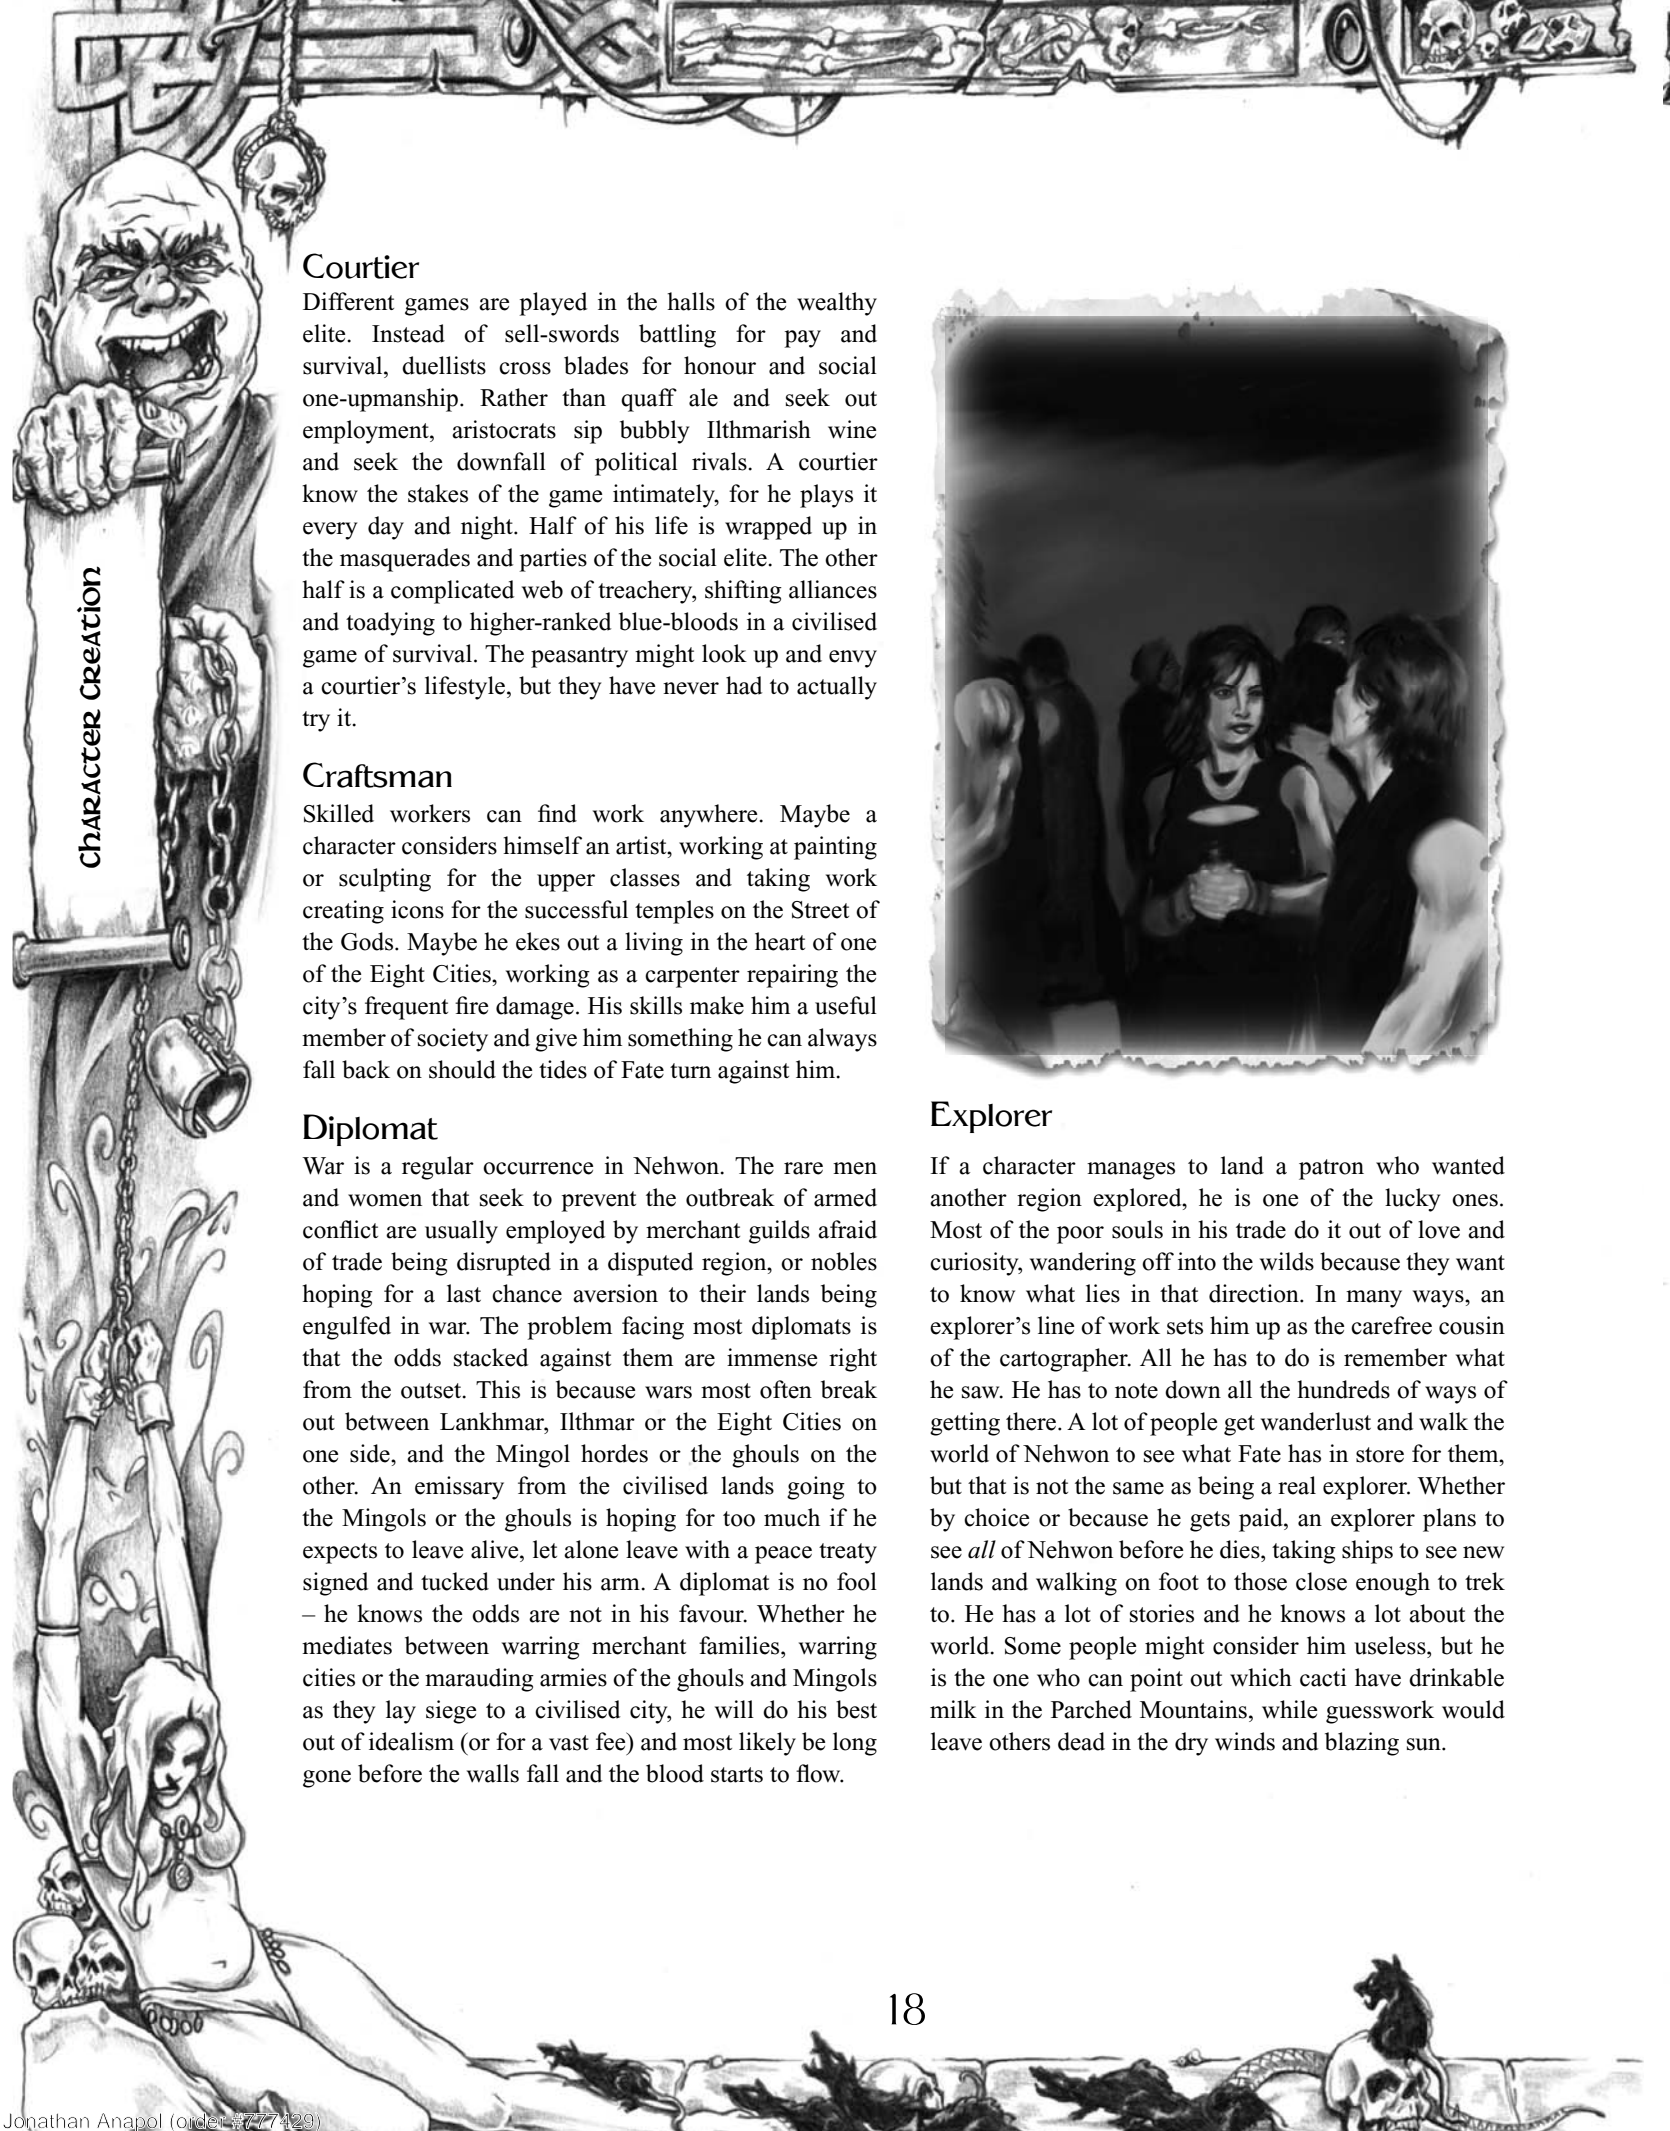 Character Creation
Courtier
Different games are played in the halls of the wealthy
elite. Instead of sell-swords battling for pay and
survival, duellists cross blades for honour and social
one-upmanship. Rather than quaff ale and seek out
employment, aristocrats sip bubbly Ilthmarish wine
and seek the downfall of political rivals. A courtier
know the stakes of the game intimately, for he plays it
every day and night. Half of his life is wrapped up in
the masquerades and parties of the social elite. The other
half is a complicated web of treachery, shifting alliances
and toadying to higher-ranked blue-bloods in a civilised
game of survival. The peasantry might look up and envy
a courtier’s lifestyle, but they have never had to actually
try it.
Craftsman
Skilled workers can find work anywhere. Maybe a
character considers himself an artist, working at painting
or sculpting for the upper classes and taking work
creating icons for the successful temples on the Street of
the Gods. Maybe he ekes out a living in the heart of one
of the Eight Cities, working as a carpenter repairing the
city’s frequent fire damage. His skills make him a useful
member of society and give him something he can always
fall back on should the tides of Fate turn against him.
Diplomat
War is a regular occurrence in Nehwon. The rare men
and women that seek to prevent the outbreak of armed
conflict are usually employed by merchant guilds afraid
of trade being disrupted in a disputed region, or nobles
hoping for a last chance aversion to their lands being
engulfed in war. The problem facing most diplomats is
that the odds stacked against them are immense right
from the outset. This is because wars most often break
out between Lankhmar, Ilthmar or the Eight Cities on
one side, and the Mingol hordes or the ghouls on the
other. An emissary from the civilised lands going to
the Mingols or the ghouls is hoping for too much if he
expects to leave alive, let alone leave with a peace treaty
signed and tucked under his arm. A diplomat is no fool
– he knows the odds are not in his favour. Whether he
mediates between warring merchant families, warring
cities or the marauding armies of the ghouls and Mingols
as they lay siege to a civilised city, he will do his best
out of idealism (or for a vast fee) and most likely be long
gone before the walls fall and the blood starts to flow.
Explorer
If a character manages to land a patron who wanted
another region explored, he is one of the lucky ones.
Most of the poor souls in his trade do it out of love and
curiosity, wandering off into the wilds because they want
to know what lies in that direction. In many ways, an
explorer’s line of work sets him up as the carefree cousin
of the cartographer. All he has to do is remember what
he saw. He has to note down all the hundreds of ways of
getting there. A lot of people get wanderlust and walk the
world of Nehwon to see what Fate has in store for them,
but that is not the same as being a real explorer. Whether
by choice or because he gets paid, an explorer plans to
see all of Nehwon before he dies, taking ships to see new
lands and walking on foot to those close enough to trek
to. He has a lot of stories and he knows a lot about the
world. Some people might consider him useless, but he
is the one who can point out which cacti have drinkable
milk in the Parched Mountains, while guesswork would
leave others dead in the dry winds and blazing sun.
18
Jonathan Anapol (order #777429)